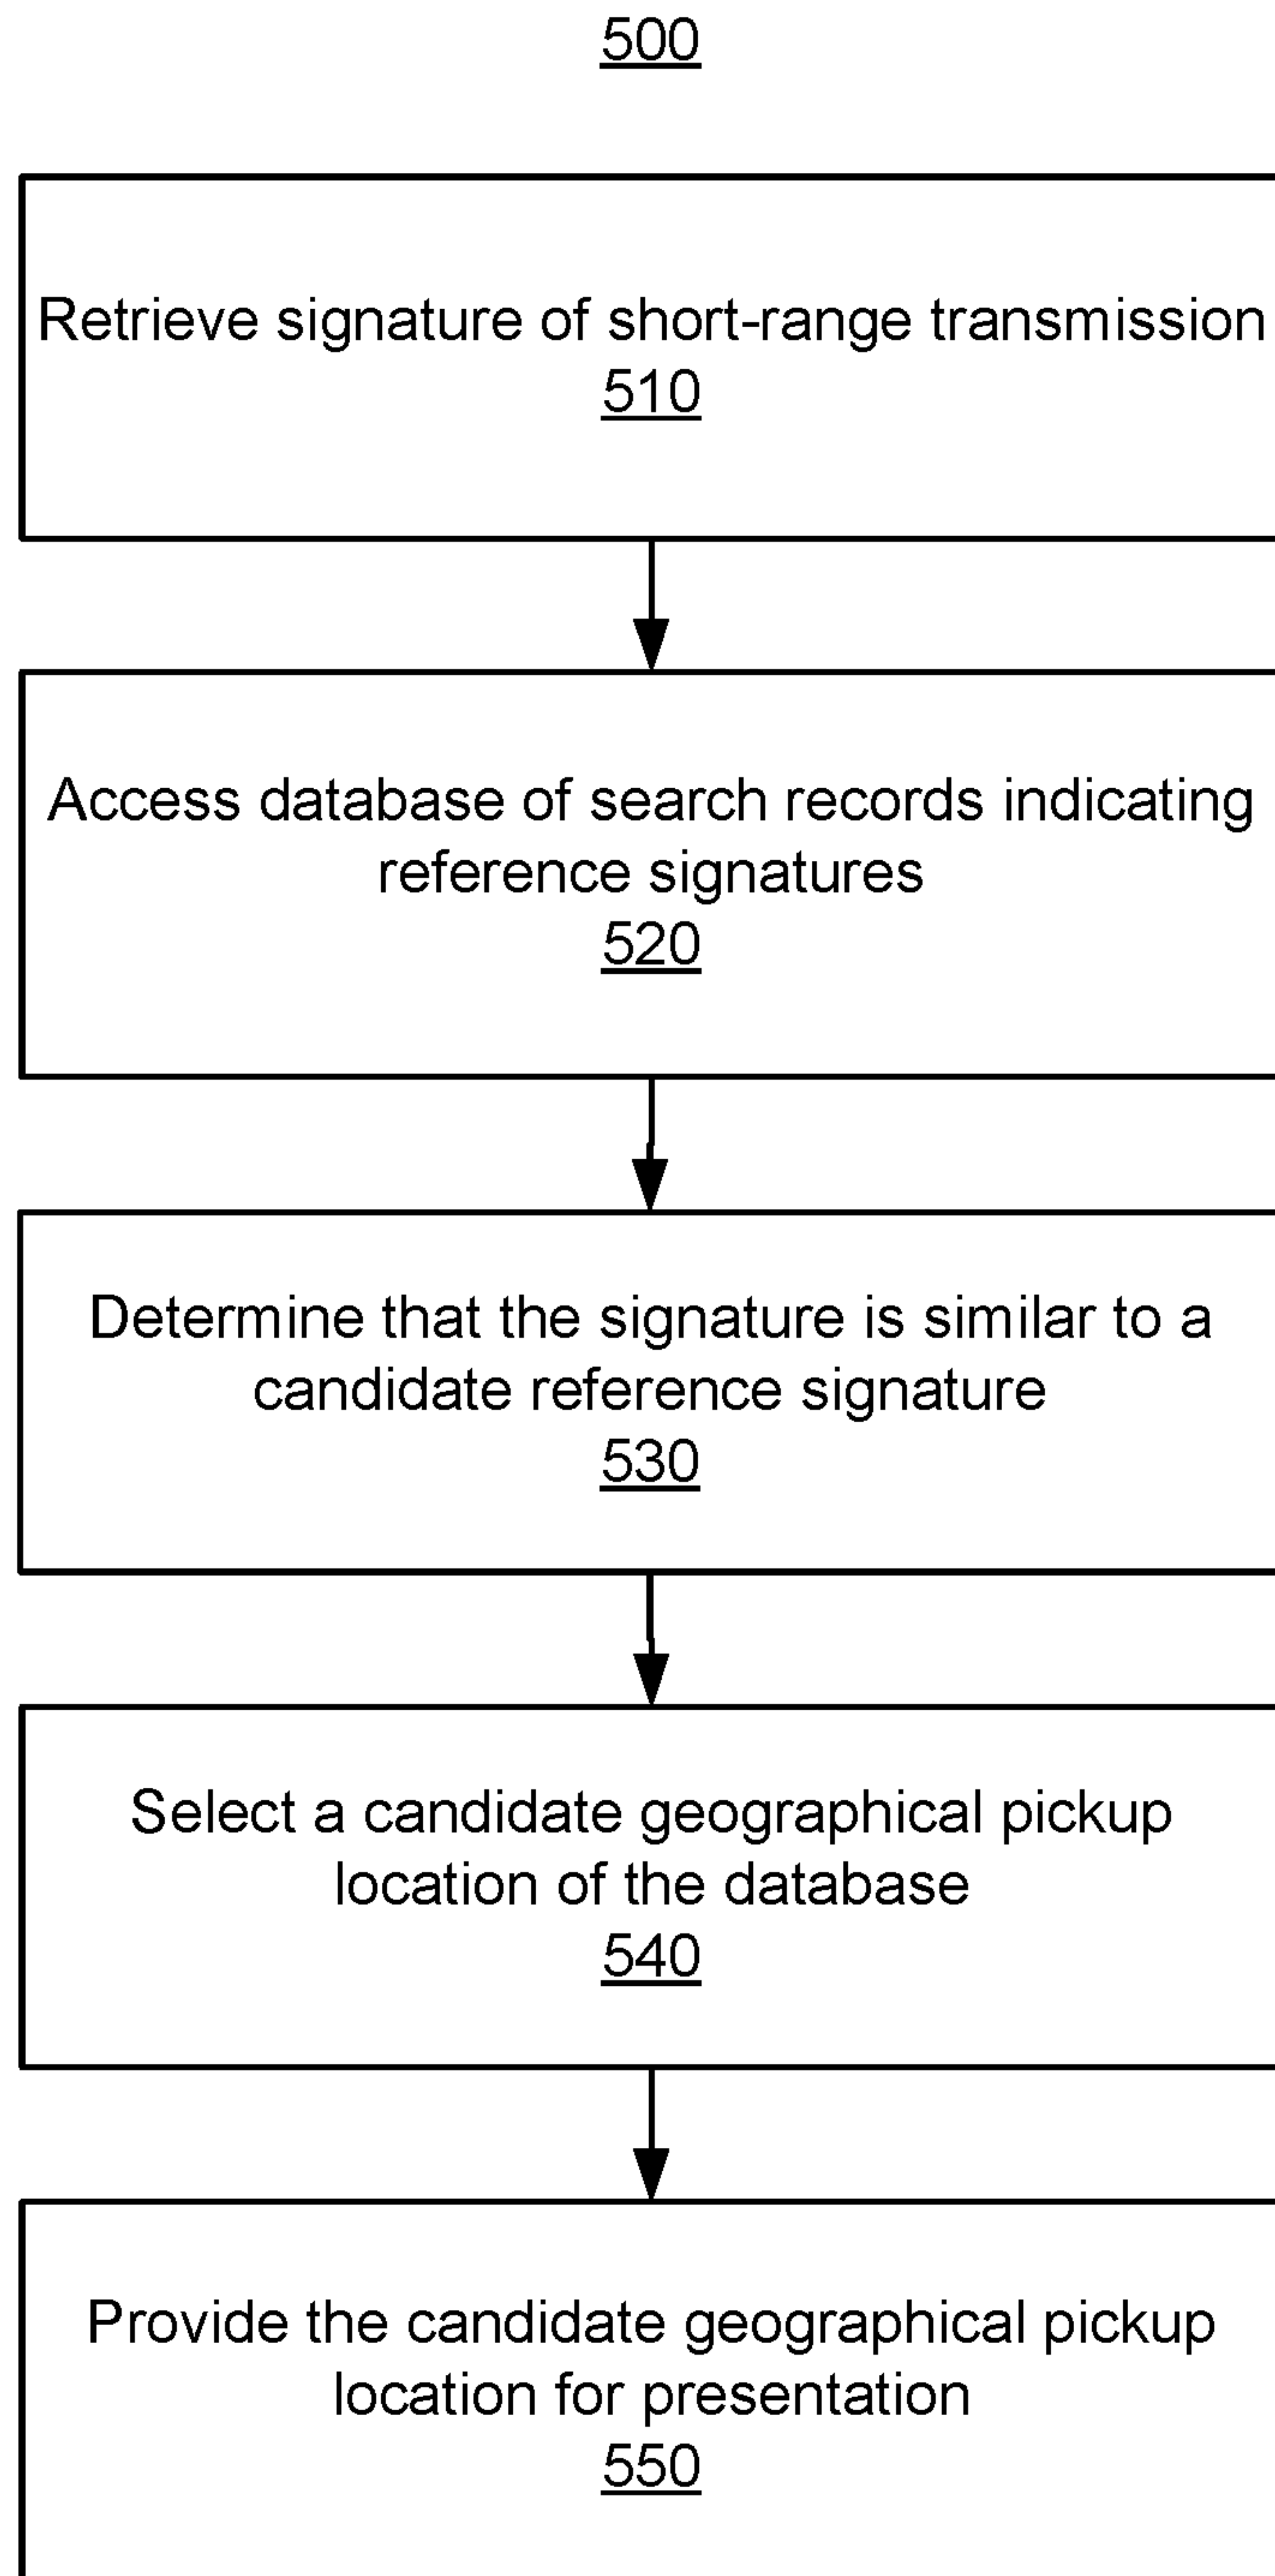 500
Retrieve signature of short-range transmission
510
Access database of search records indicating
reference signatures
520
Determine that the signature is similar to a
candidate reference signature
530
Select a candidate geographical pickup
location of the database
540
Provide the candidate geographical pickup
location for presentation
550